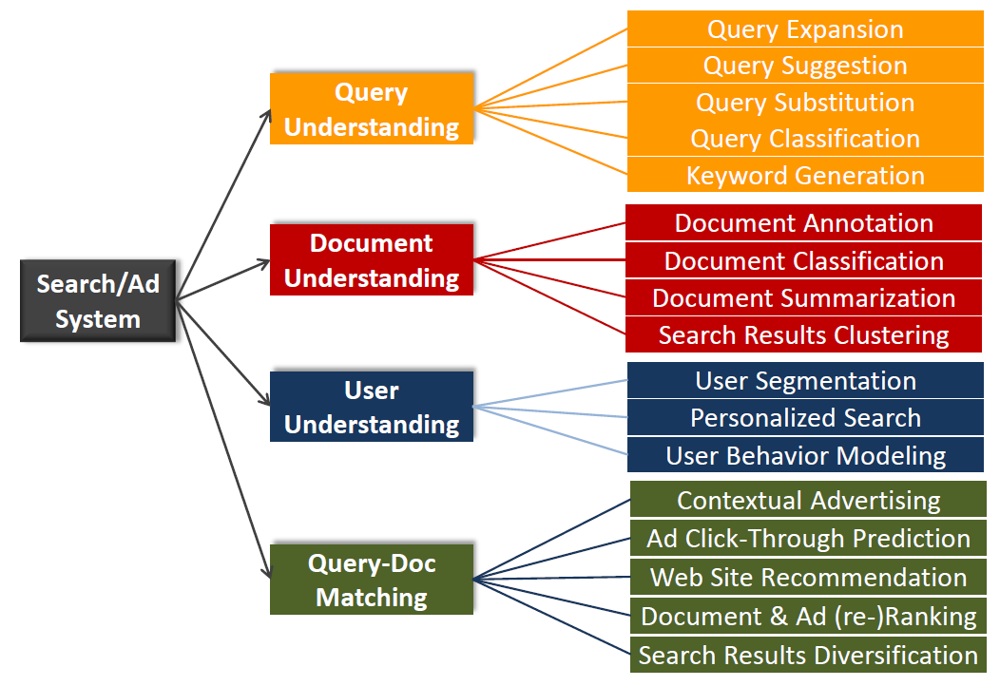 Search/Ad
System
Query
Understanding
Query Expansion
Query Suggestion
Query Substitution
Query Classification
Keyword Generation
Document
Understanding
Document Annotation
Document Classification
Document Summarization
Search Results Clustering
User
Understanding
User Segmentation
Personalized Search
User Behavior Modeling
Query-Doc
Matching
Contextual Advertising
Ad Click-Through Prediction
Web Site Recommendation
Document & Ad (re-)Ranking
Search Results Diversification